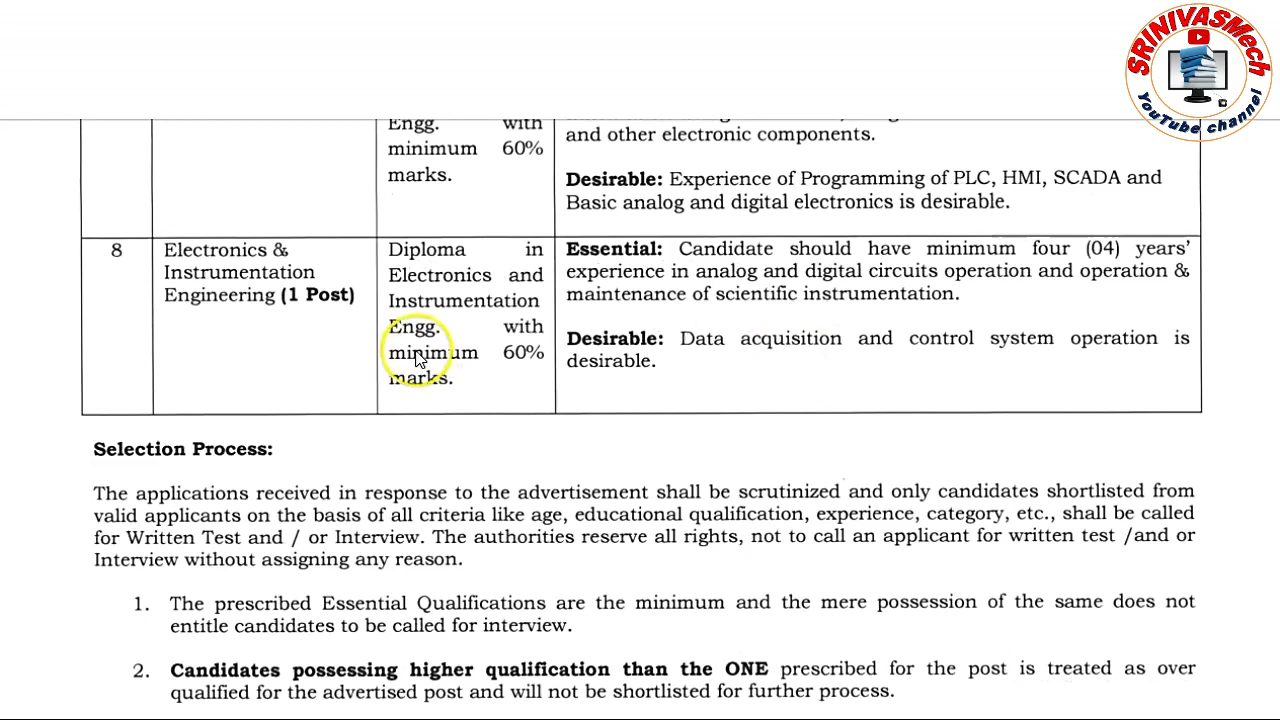 SRINIVASMech
YouTube channel
Engg. with
minimum 60%
marks.
and other electronic components.
Desirable: Experience of Programming of PLC, HMI, SCADA and
Basic analog and digital electronics is desirable.
8
Electronics &
Instrumentation
Engineering (1 Post)
Diploma in
Electronics and
Instrumentation
Engg. with
minimum 60%
marks.
Essential: Candidate should have minimum four (04) years'
experience in analog and digital circuits operation and operation &
maintenance of scientific instrumentation.
Desirable: Data acquisition and control system operation is
desirable.
Selection Process:
The applications received in response to the advertisement shall be scrutinized and only candidates shortlisted from
valid applicants on the basis of all criteria like age, educational qualification, experience, category, etc., shall be called
for Written Test and / or Interview. The authorities reserve all rights, not to call an applicant for written test /and or
Interview without assigning any reason.
1. The prescribed Essential Qualifications are the minimum and the mere possession of the same does not
entitle candidates to be called for interview.
2. Candidates possessing higher qualification than the ONE prescribed for the post is treated as over
qualified for the advertised post and will not be shortlisted for further process.